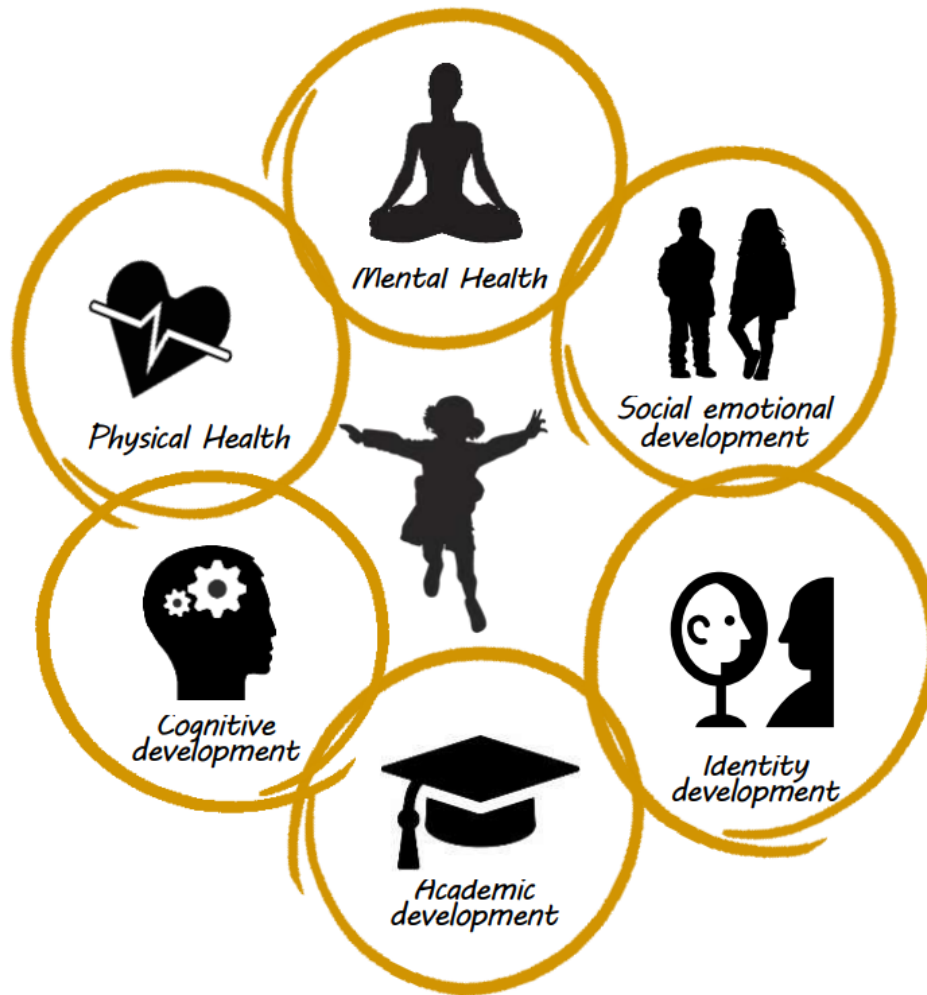 Mental Health
Social emotional
development
Physical Health
Cognitive
development
Identity
development
Academic
development